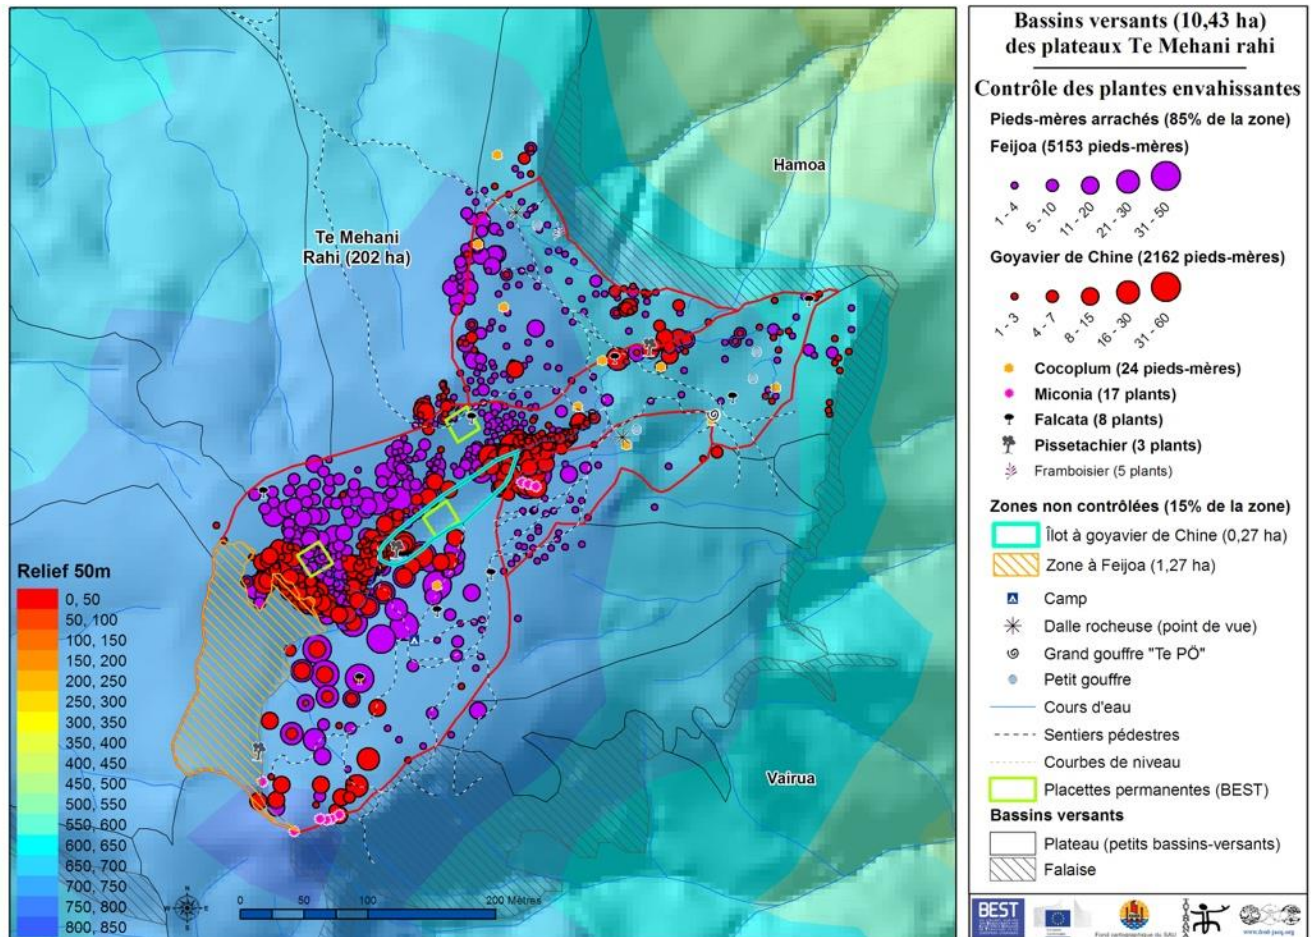 Hamoa
Te Mehani
Rahi (202 ha)
Vairua
Relief 50m
0, 50
50, 100
100, 150
150, 200
200, 250
250, 300
300, 350
350, 400
400, 450
450, 500
500, 550
550, 600
600, 650
650, 700
700, 750
750, 800
800, 850
N
W E
S
0 50 100 200 Mètres
Bassins versants (10,43 ha)
des plateaux Te Mehani rahi
Contrôle des plantes envahissantes
Pieds-mères arrachés (85% de la zone)
Feijoa (5153 pieds-mères)
1 - 4
5 - 10
11 - 20
21 - 30
31 - 50
Goyavier de Chine (2162 pieds-mères)
1 - 3
4 - 7
8 - 15
16 - 30
31 - 60
Cocoplum (24 pieds-mères)
Miconia (17 plants)
Falcata (8 plants)
Pissetachier (3 plants)
Framboisier (5 plants)
Zones non contrôlées (15% de la zone)
Îlot à goyavier de Chine (0,27 ha)
Zone à Feijoa (1,27 ha)
Camp
Dalle rocheuse (point de vue)
Grand gouffre "Te PÖ"
Petit gouffre
Cours d'eau
Sentiers pédestres
Courbes de niveau
Placettes permanentes (BEST)
Bassins versants
Plateau (petits bassins-versants)
Falaise
BEST
Fond cartographique du SAU